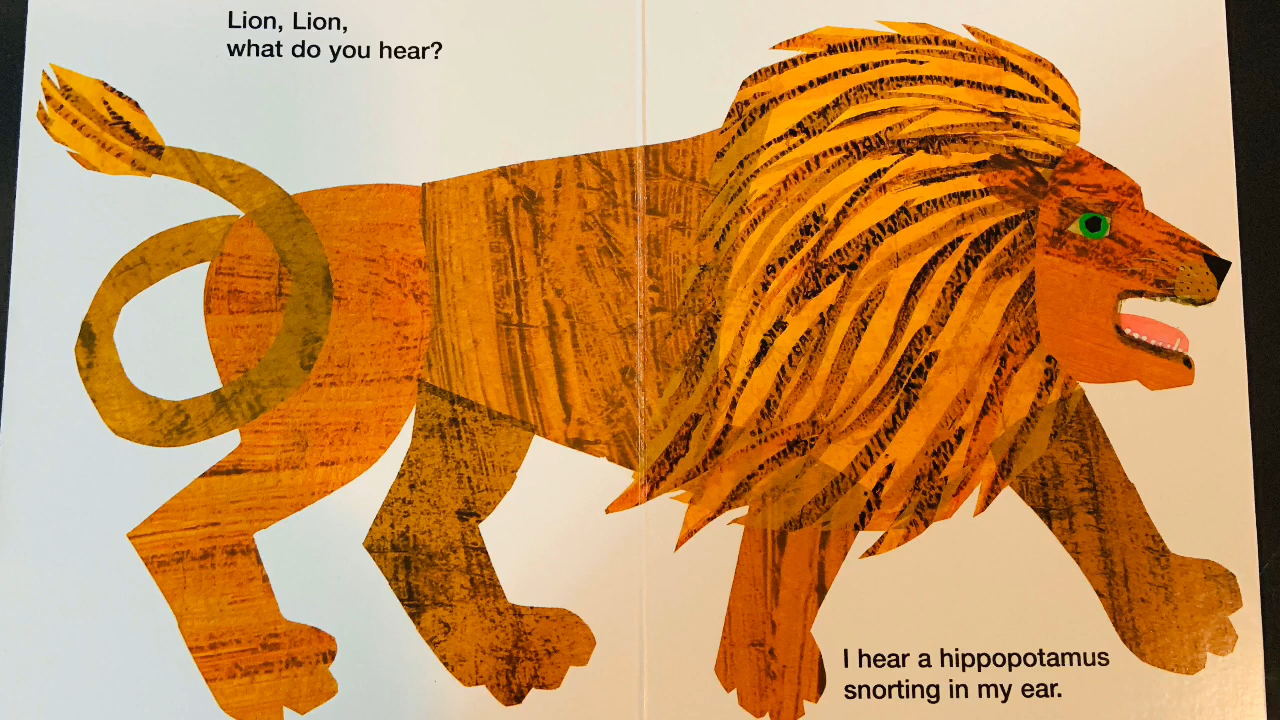 Lion, Lion,
what do you hear?
I hear a hippopotamus
snorting in my ear.